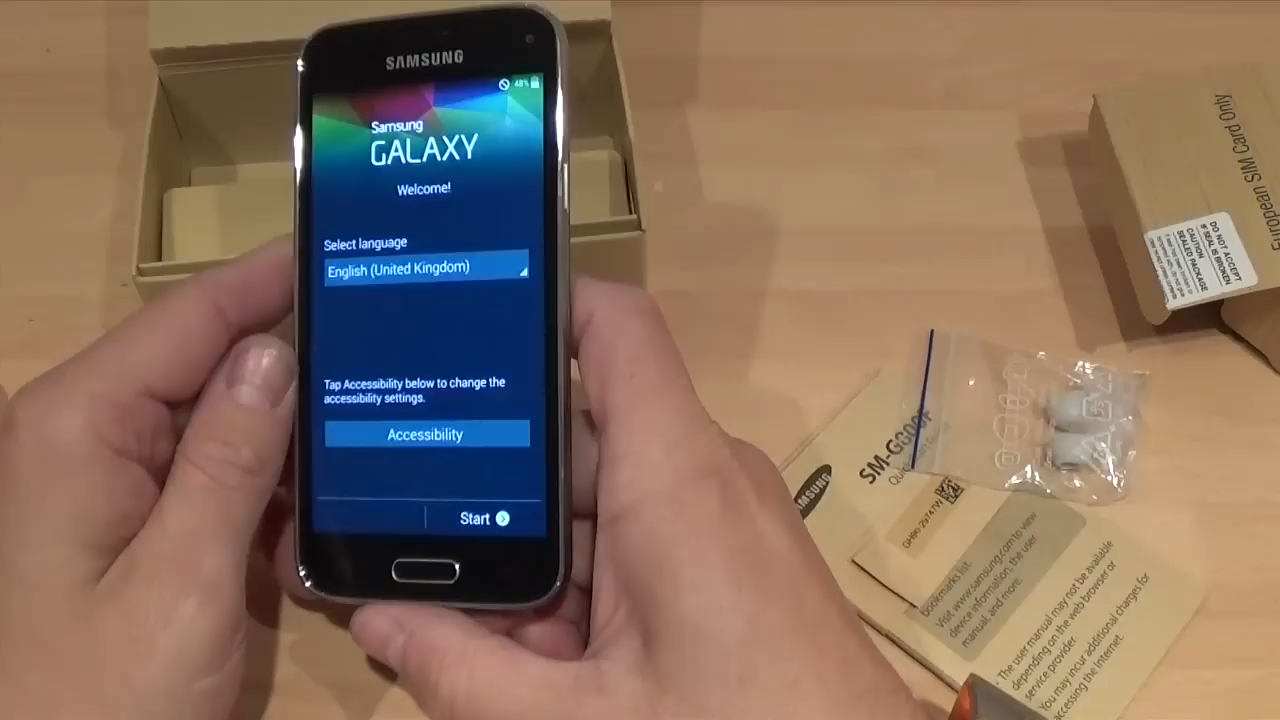 SAMSUNG
48%
Samsung
GALAXY
Welcome!
Select language
English (United Kingdom)
Tap Accessibility below to change the
accessibility settings.
Accessibility
Start
European SIM Card Only
DO NOT ACCEPT
IF SEAL IS BROKEN
CAUTION
SEALED PACKAGE
SAMSUNG
SM-G800F
bookmarks list.
Visit www.samsung.com to view
device information, the user
manual, and more.
- The user manual may not be available
depending on the web browser or
service provider
You may incur additional charges for
accessing the Internet.